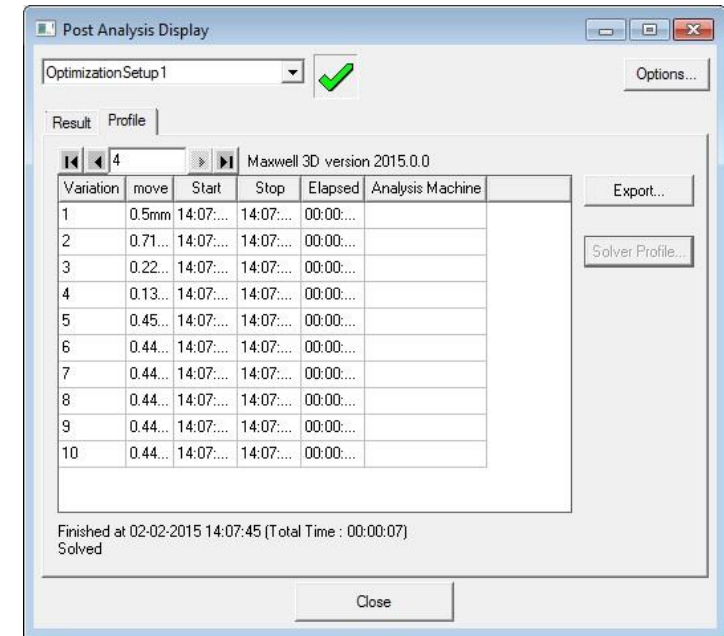 Post Analysis Display
OptimizationSetup1
Options...
Result Profile
4 Maxwell 3D version 2015.0.0
Variation move Start Stop Elapsed Analysis Machine
1 0.5mm 14:07:... 14:07:... 00:00:...
2 0.71... 14:07:... 14:07:... 00:00:...
3 0.22... 14:07:... 14:07:... 00:00:...
4 0.13... 14:07:... 14:07:... 00:00:...
5 0.45... 14:07:... 14:07:... 00:00:...
6 0.44... 14:07:... 14:07:... 00:00:...
7 0.44... 14:07:... 14:07:... 00:00:...
8 0.44... 14:07:... 14:07:... 00:00:...
9 0.44... 14:07:... 14:07:... 00:00:...
10 0.44... 14:07:... 14:07:... 00:00:...
Export...
Solver Profile...
Finished at 02-02-2015 14:07:45 (Total Time : 00:00:07)
Solved
Close